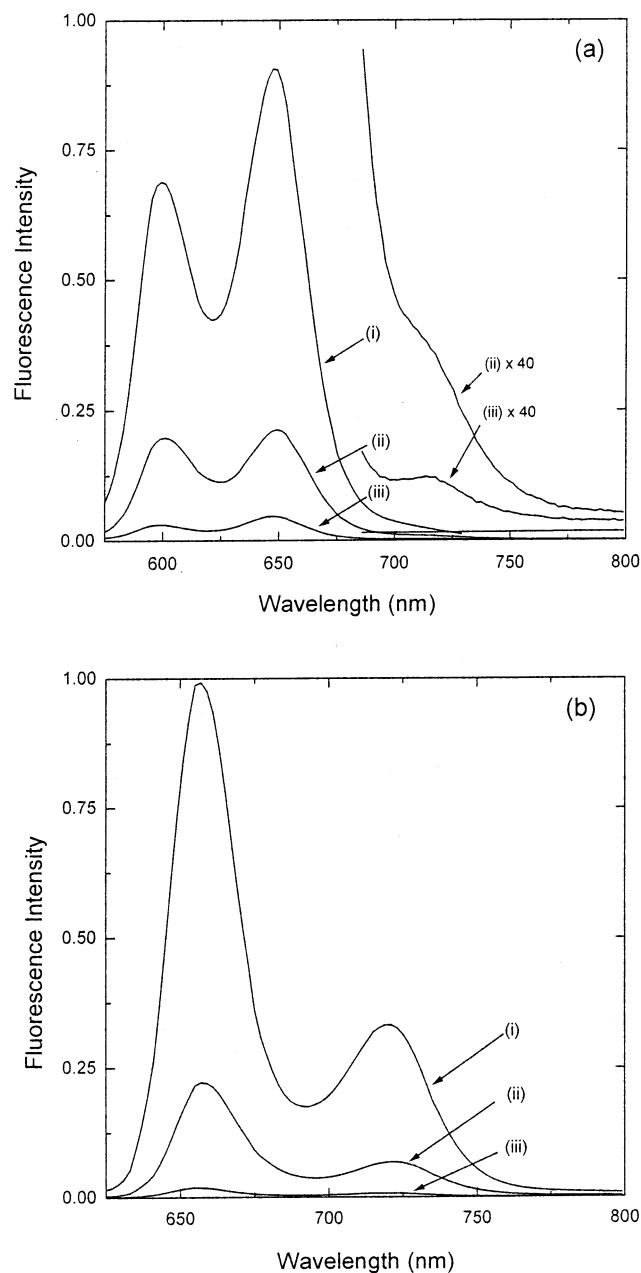 1.00
(a)
0.75
Fluorescence Intensity
0.50
(i)
(ii) x 40
(iii) x 40
0.25
(ii)
(iii)
0.00
600 650 700 750 800
Wavelength (nm)
1.00
(b)
0.75
Fluorescence Intensity
0.50
(i)
0.25
(ii)
(iii)
0.00
650 700 750 800
Wavelength (nm)